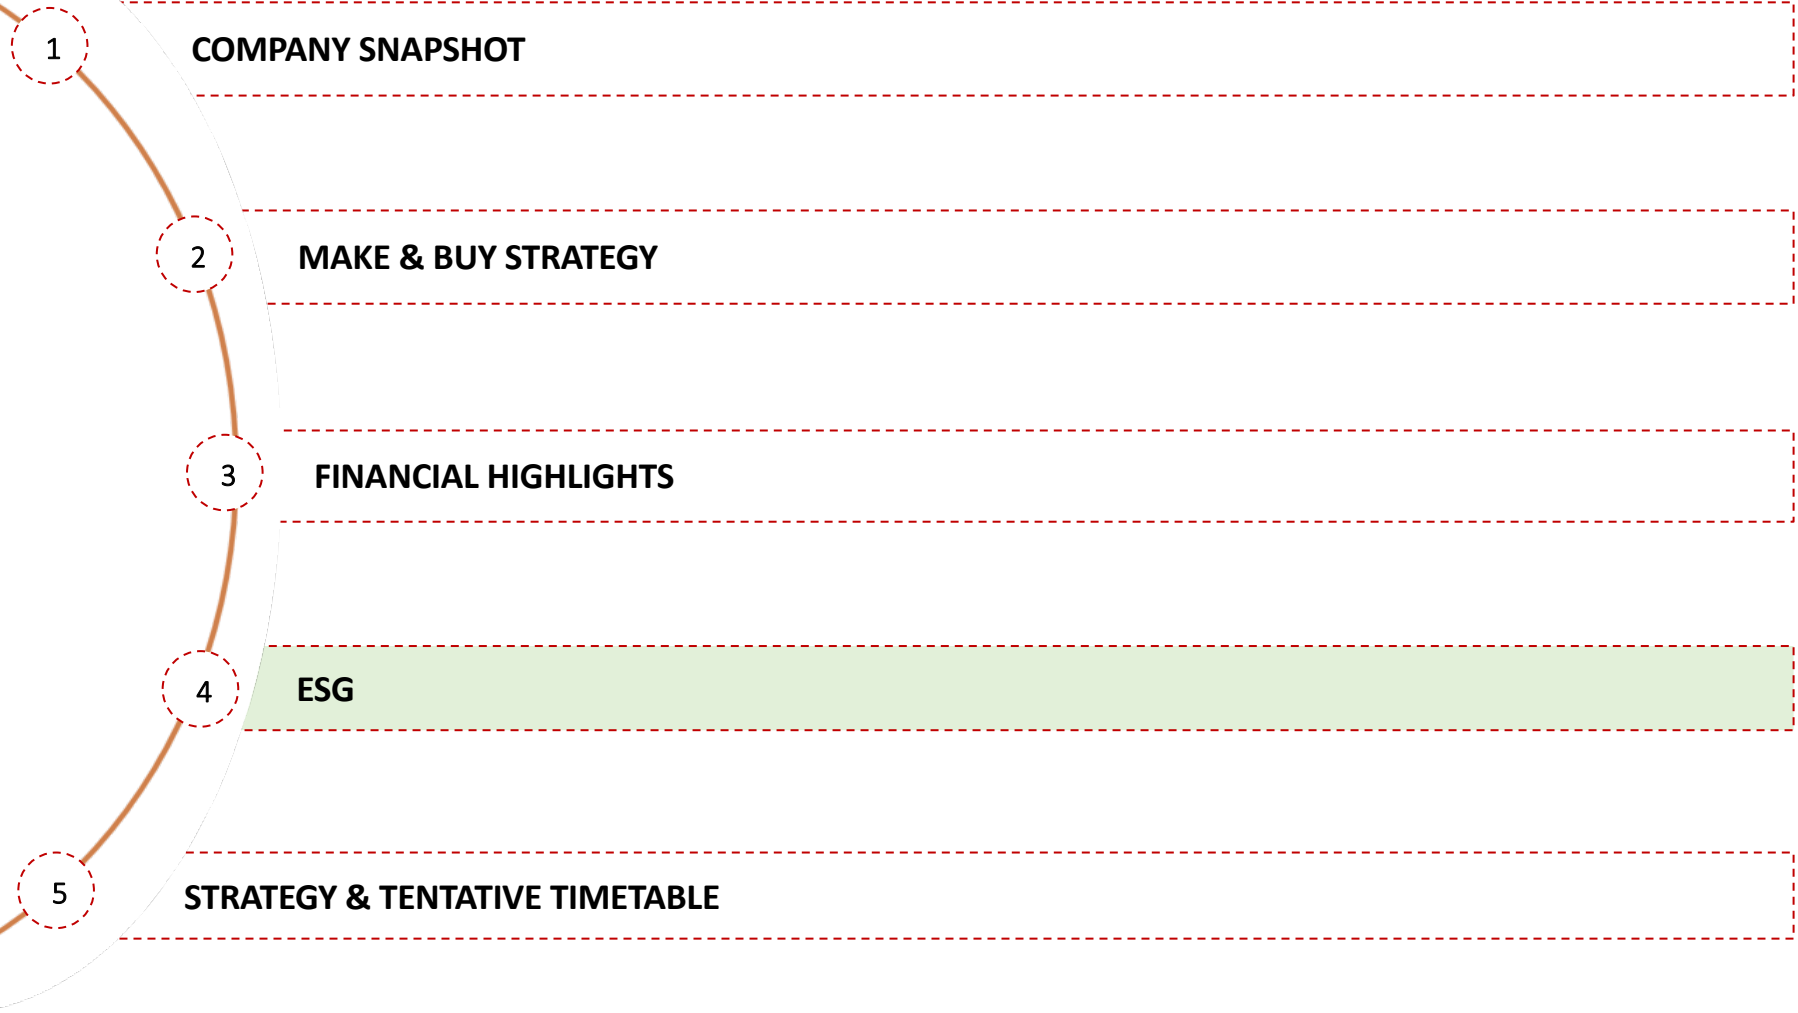 1 COMPANY SNAPSHOT
2 MAKE & BUY STRATEGY
3 FINANCIAL HIGHLIGHTS
4 ESG
5 STRATEGY & TENTATIVE TIMETABLE